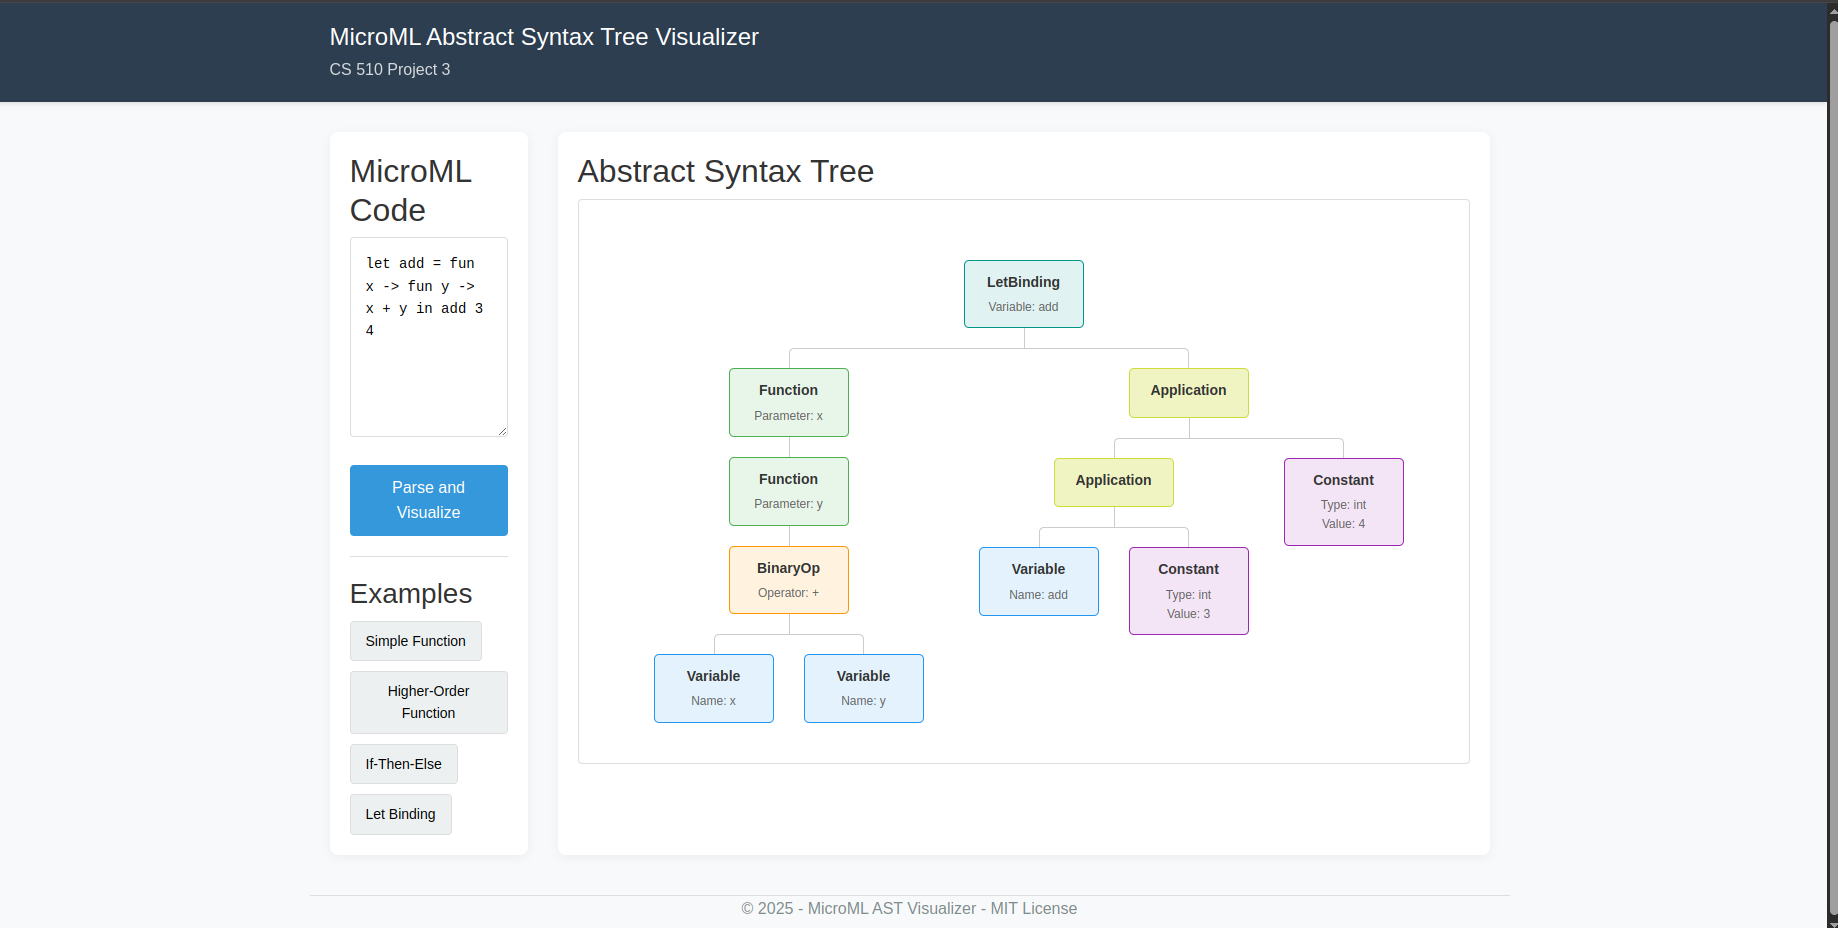 MicroML Abstract Syntax Tree Visualizer
CS 510 Project 3
MicroML
Code
let add = fun
x -> fun y ->
x + y in add 3
4
Parse and
Visualize
Examples
Simple Function
Higher-Order
Function
If-Then-Else
Let Binding
Abstract Syntax Tree
LetBinding
Variable: add
Function
Parameter: x
Application
Function
Parameter: y
Application
Constant
Type: int
Value: 4
BinaryOp
Operator: +
Variable
Name: add
Constant
Type: int
Value: 3
Variable
Name: x
Variable
Name: y
© 2025 - MicroML AST Visualizer - MIT License